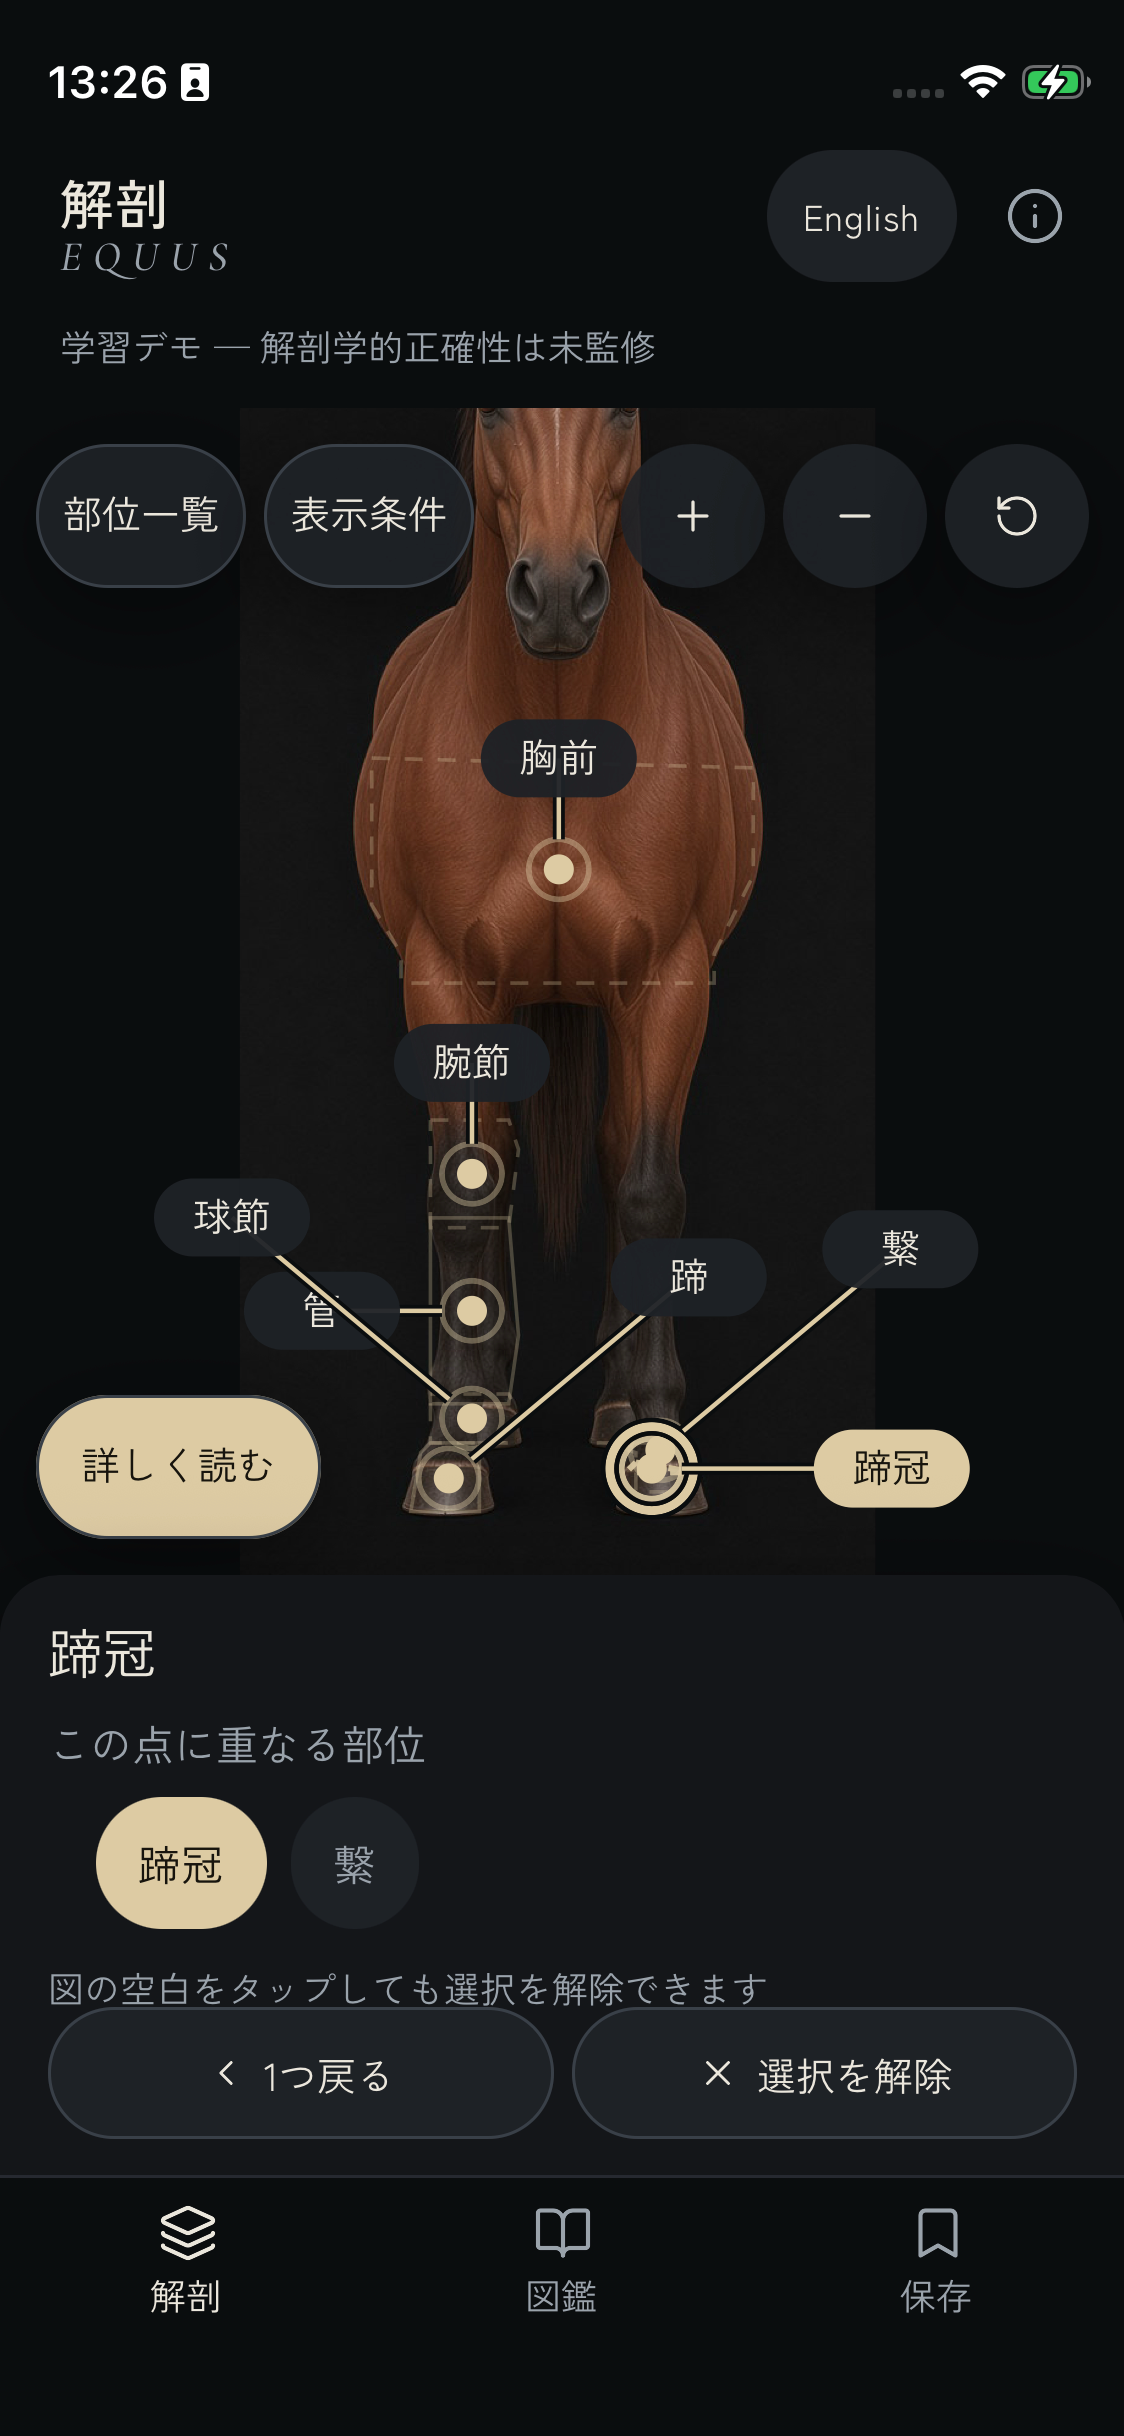 13:26
解剖
EQUUS
English
学習デモ — 解剖学的正確性は未監修
部位一覧
表示条件
胸前
腕節
球節
繋
蹄
管
詳しく読む
蹄冠
蹄冠
この点に重なる部位
蹄冠
繋
図の空白をタップしても選択を解除できます
1つ戻る
選択を解除
解剖
図鑑
保存